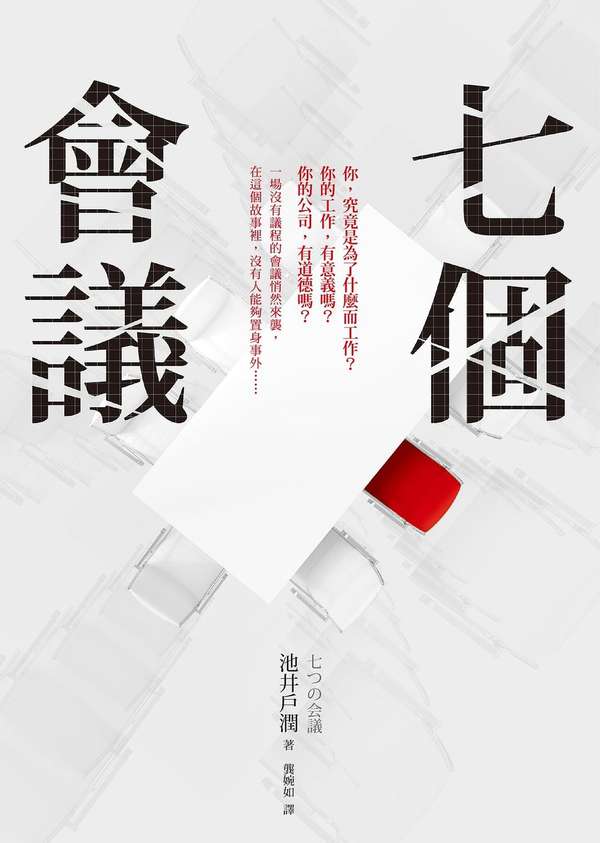 七個
會議
你，究竟是為了什麼而工作？
你的工作，有意義嗎？
你的公司，有道德嗎？
一場沒有議程的會議悄然來襲，
在這個故事裡，沒有人能夠置身事外……
七つの会議
池井戶潤 著
龔婉如 譯